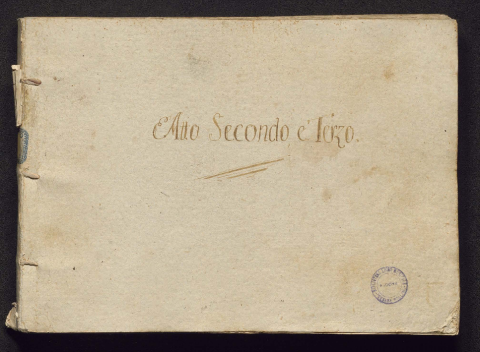 Atto Secondo e Terzo.